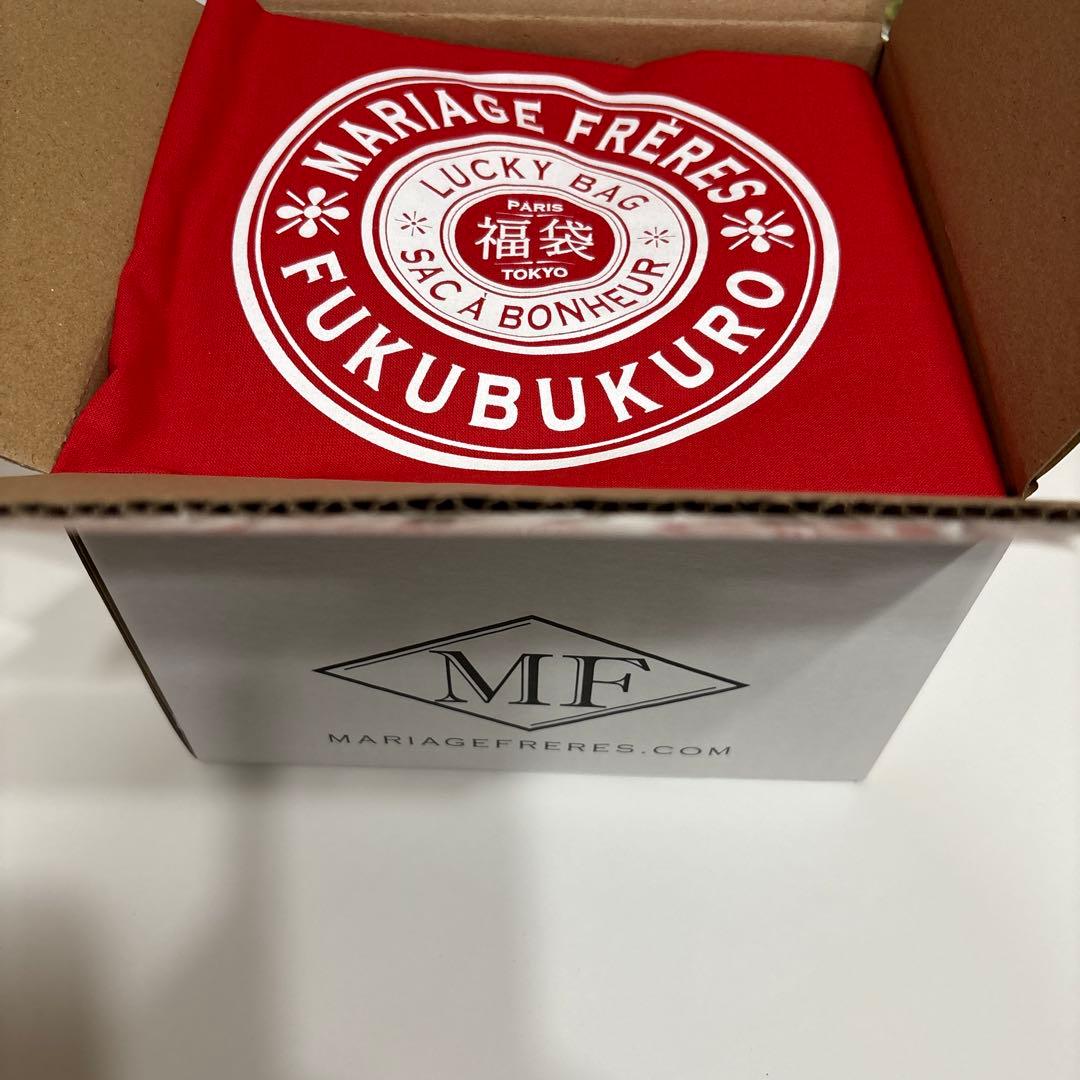 MARIAGE FRÈRES
LUCKY BAG
PARIS
福袋
TOKYO
SAC À BONHEUR
FUKUBUKURO
MF
MARIAGEFRERES.COM